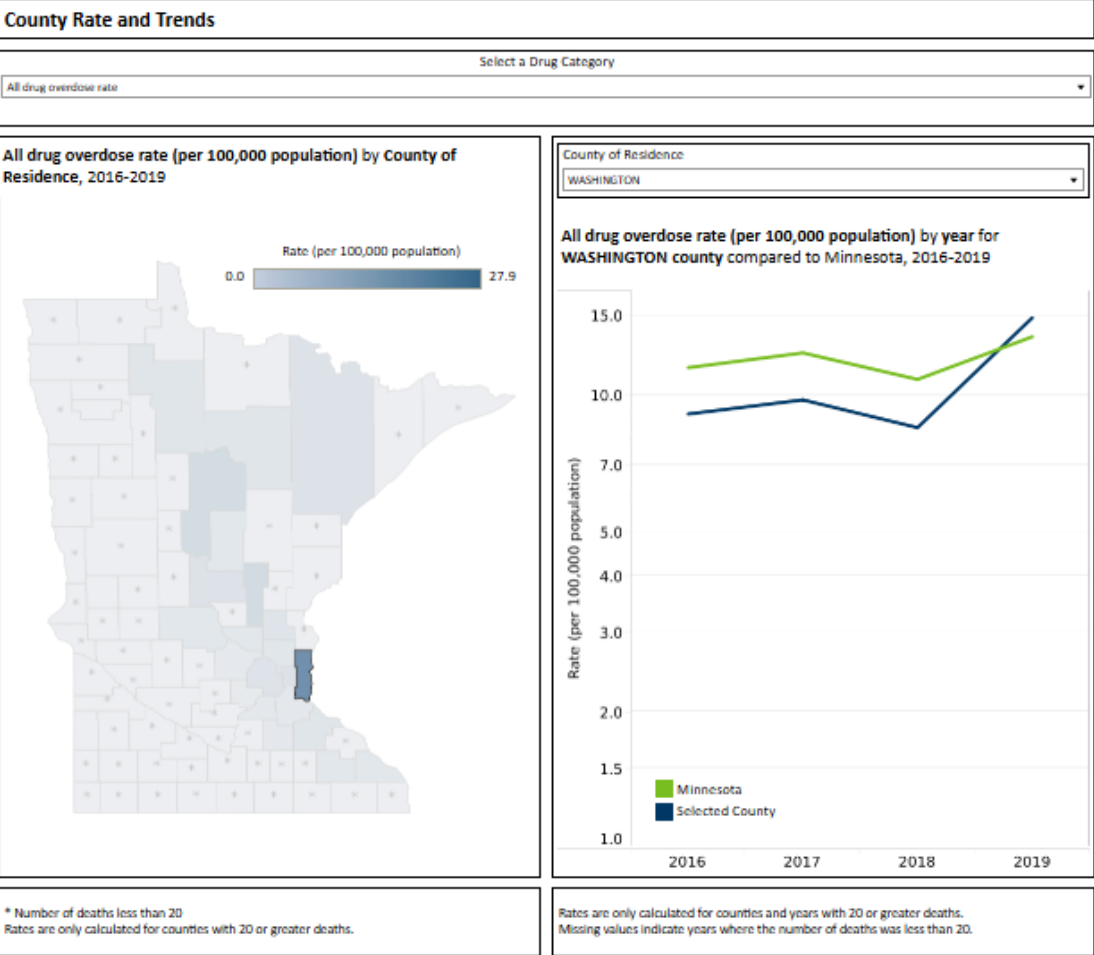 County Rate and Trends
Select a Drug Category
All drug overdose rate
All drug overdose rate (per 100,000 population) by County of
Residence, 2016-2019
Rate (per 100,000 population)
0.0
27.9
* Number of deaths less than 20
Rates are only calculated for counties with 20 or greater deaths.
County of Residence
WASHINGTON
All drug overdose rate (per 100,000 population) by year for
WASHINGTON county compared to Minnesota, 2016-2019
Rate (per 100,000 population)
15.0
10.0
7.0
5.0
4.0
3.0
2.0
1.5
1.0
Minnesota
Selected County
2016 2017 2018 2019
Rates are only calculated for counties and years with 20 or greater deaths.
Missing values indicate years where the number of deaths was less than 20.